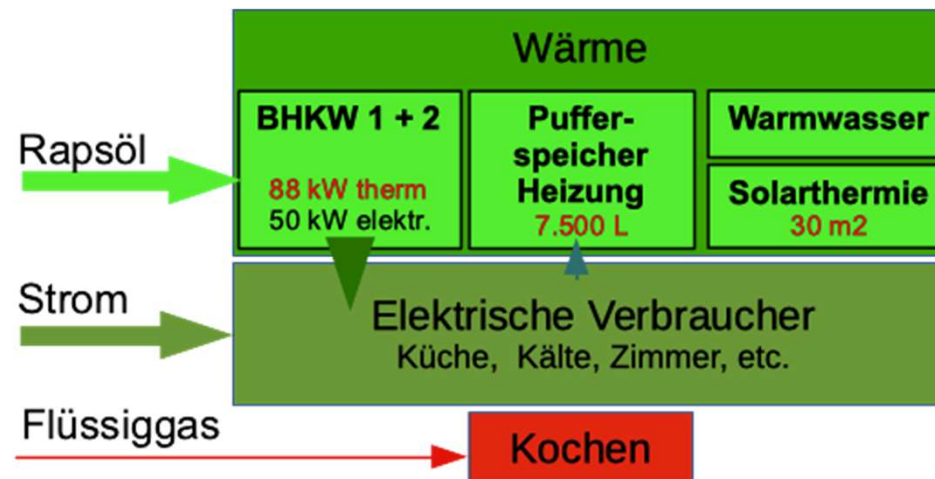 Wärme
Rapsöl
BHKW 1 + 2
88 kW therm
50 kW elektr.
Puffer-
speicher
Heizung
7.500 L
Warmwasser
Solarthermie
30 m2
Strom
Elektrische Verbraucher
Küche, Kälte, Zimmer, etc.
Flüssiggas
Kochen